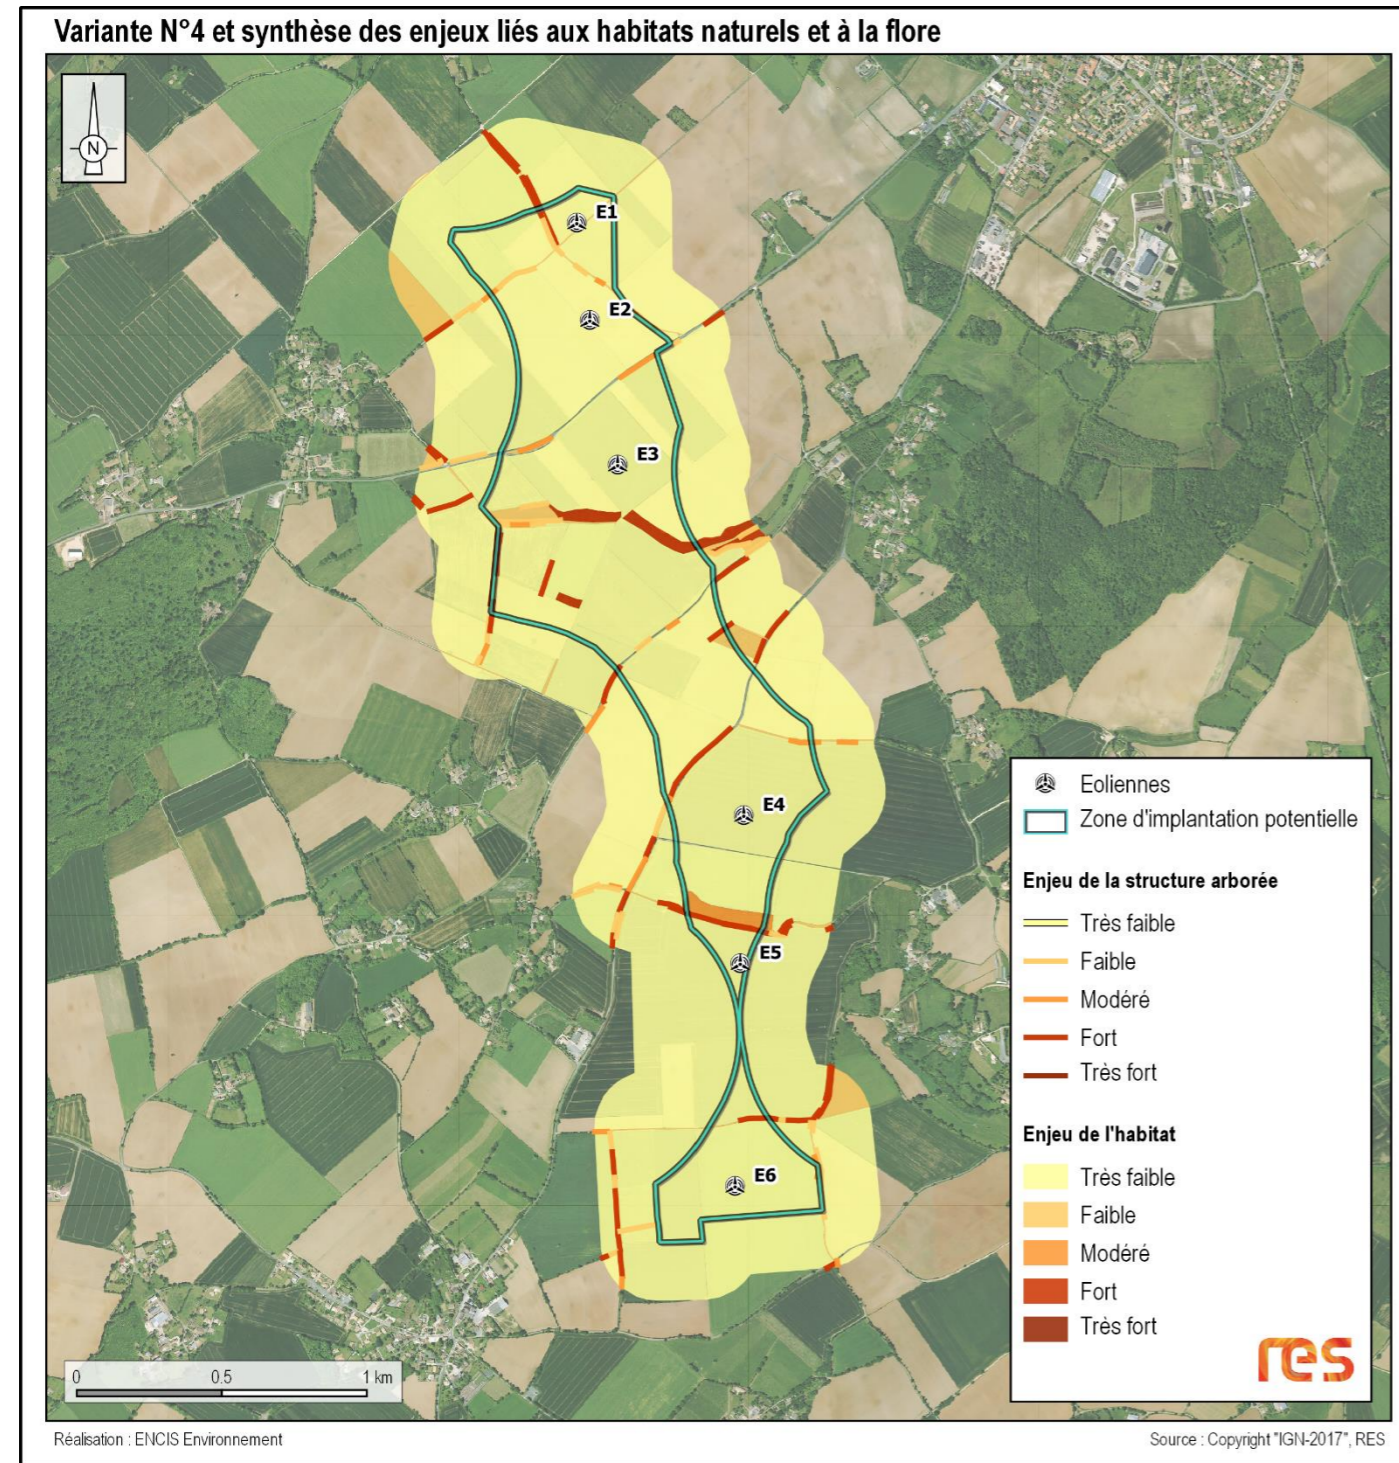 Variante N°4 et synthèse des enjeux liés aux habitats naturels et à la flore
N
E1
E2
E3
E4
E5
E6
Eoliennes
Zone d'implantation potentielle
Enjeu de la structure arborée
Très faible
Faible
Modéré
Fort
Très fort
Enjeu de l'habitat
Très faible
Faible
Modéré
Fort
Très fort
res
0 0.5 1 km
Réalisation : ENCIS Environnement
Source : Copyright "IGN-2017", RES